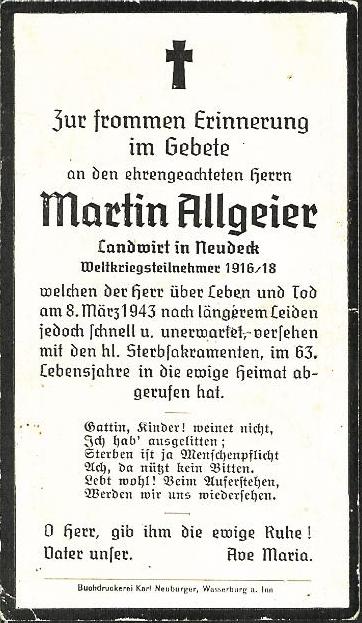 Zur frommen Erinnerung
im Gebete
an den ehrengeachteten Herrn
Martin Allgeier
Landwirt in Neudeck
Weltkriegsteilnehmer 1916/18
welchen der Herr über Leben und Tod
am 8. März 1943 nach längerem Leiden
jedoch schnell u. unerwartet, versehen
mit den hl. Sterbsakramenten, im 63.
Lebensjahre in die ewige Heimat ab-
gerufen hat.
Gattin, Kinder! weinet nicht,
Ich hab' ausgelitten;
Sterben ist ja Menschenpflicht
Ach, da nützt kein Bitten.
Lebt wohl! Beim Auferstehen,
Werden wir uns wiedersehen.
O Herr, gib ihm die ewige Ruhe!
Vater unser. Ave Maria.
Buchdruckerei Karl Neuburger, Wasserburg a. Inn